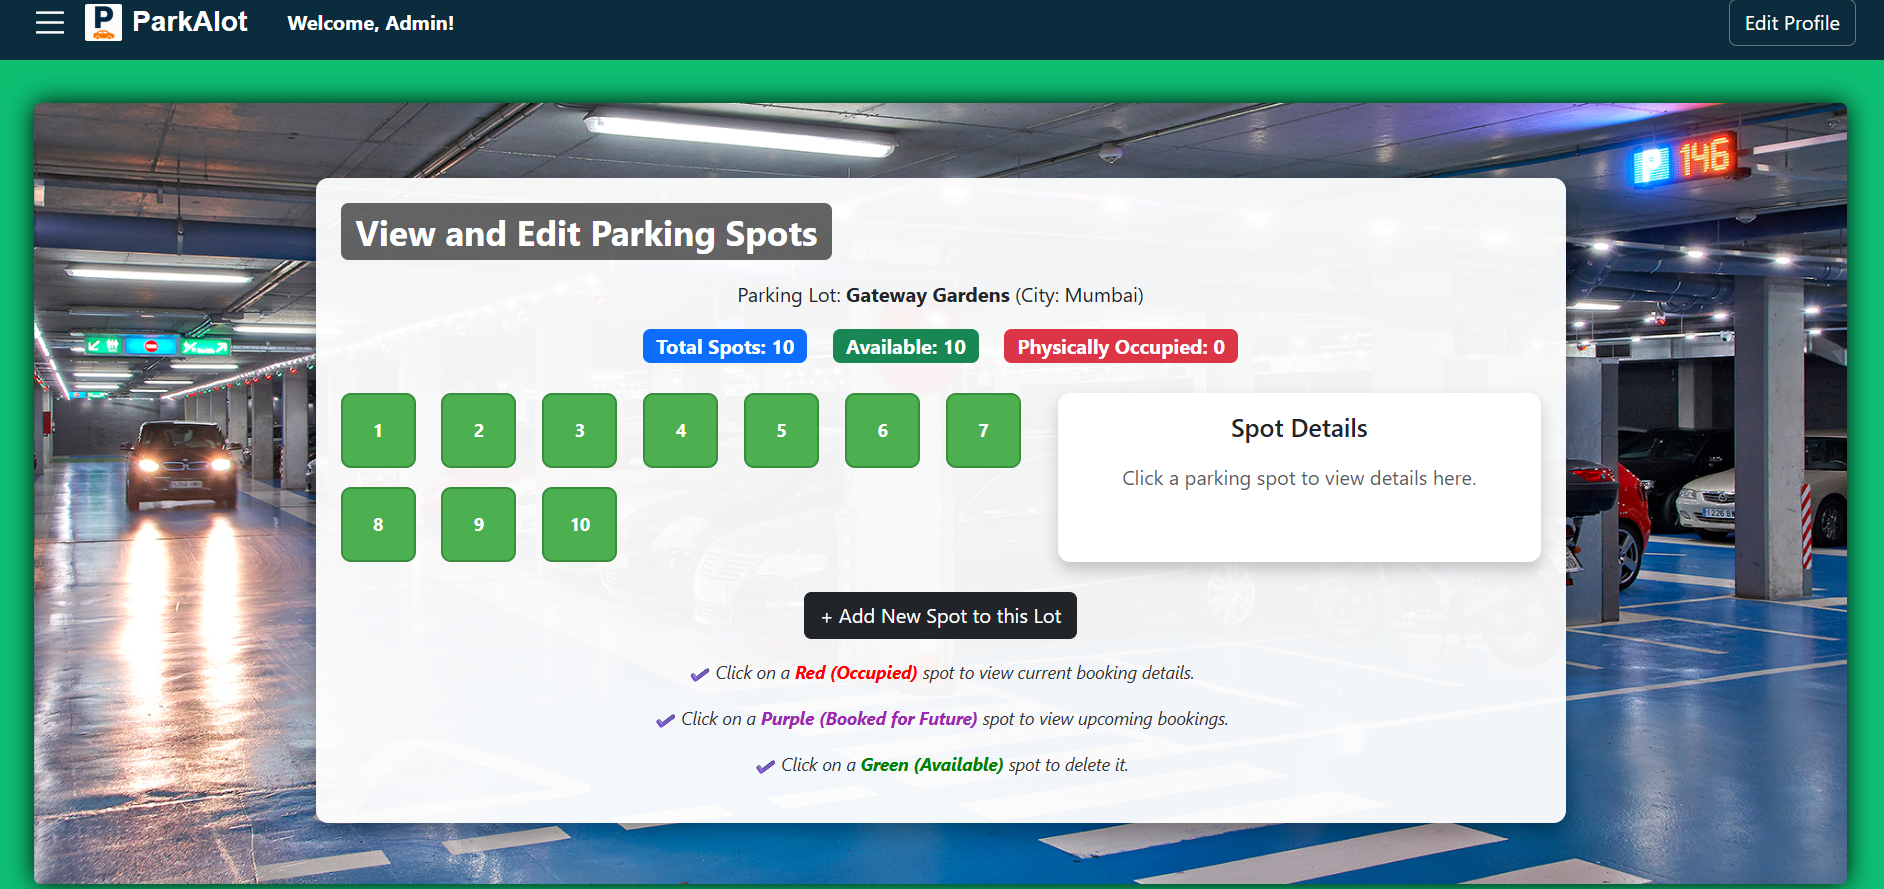 P ParkAlot Welcome, Admin! Edit Profile
P 146
View and Edit Parking Spots
Parking Lot: Gateway Gardens (City: Mumbai)
Total Spots: 10 Available: 10 Physically Occupied: 0
1 2 3 4 5 6 7
8 9 10
Spot Details
Click a parking spot to view details here.
+ Add New Spot to this Lot
✔ Click on a Red (Occupied) spot to view current booking details.
✔ Click on a Purple (Booked for Future) spot to view upcoming bookings.
✔ Click on a Green (Available) spot to delete it.